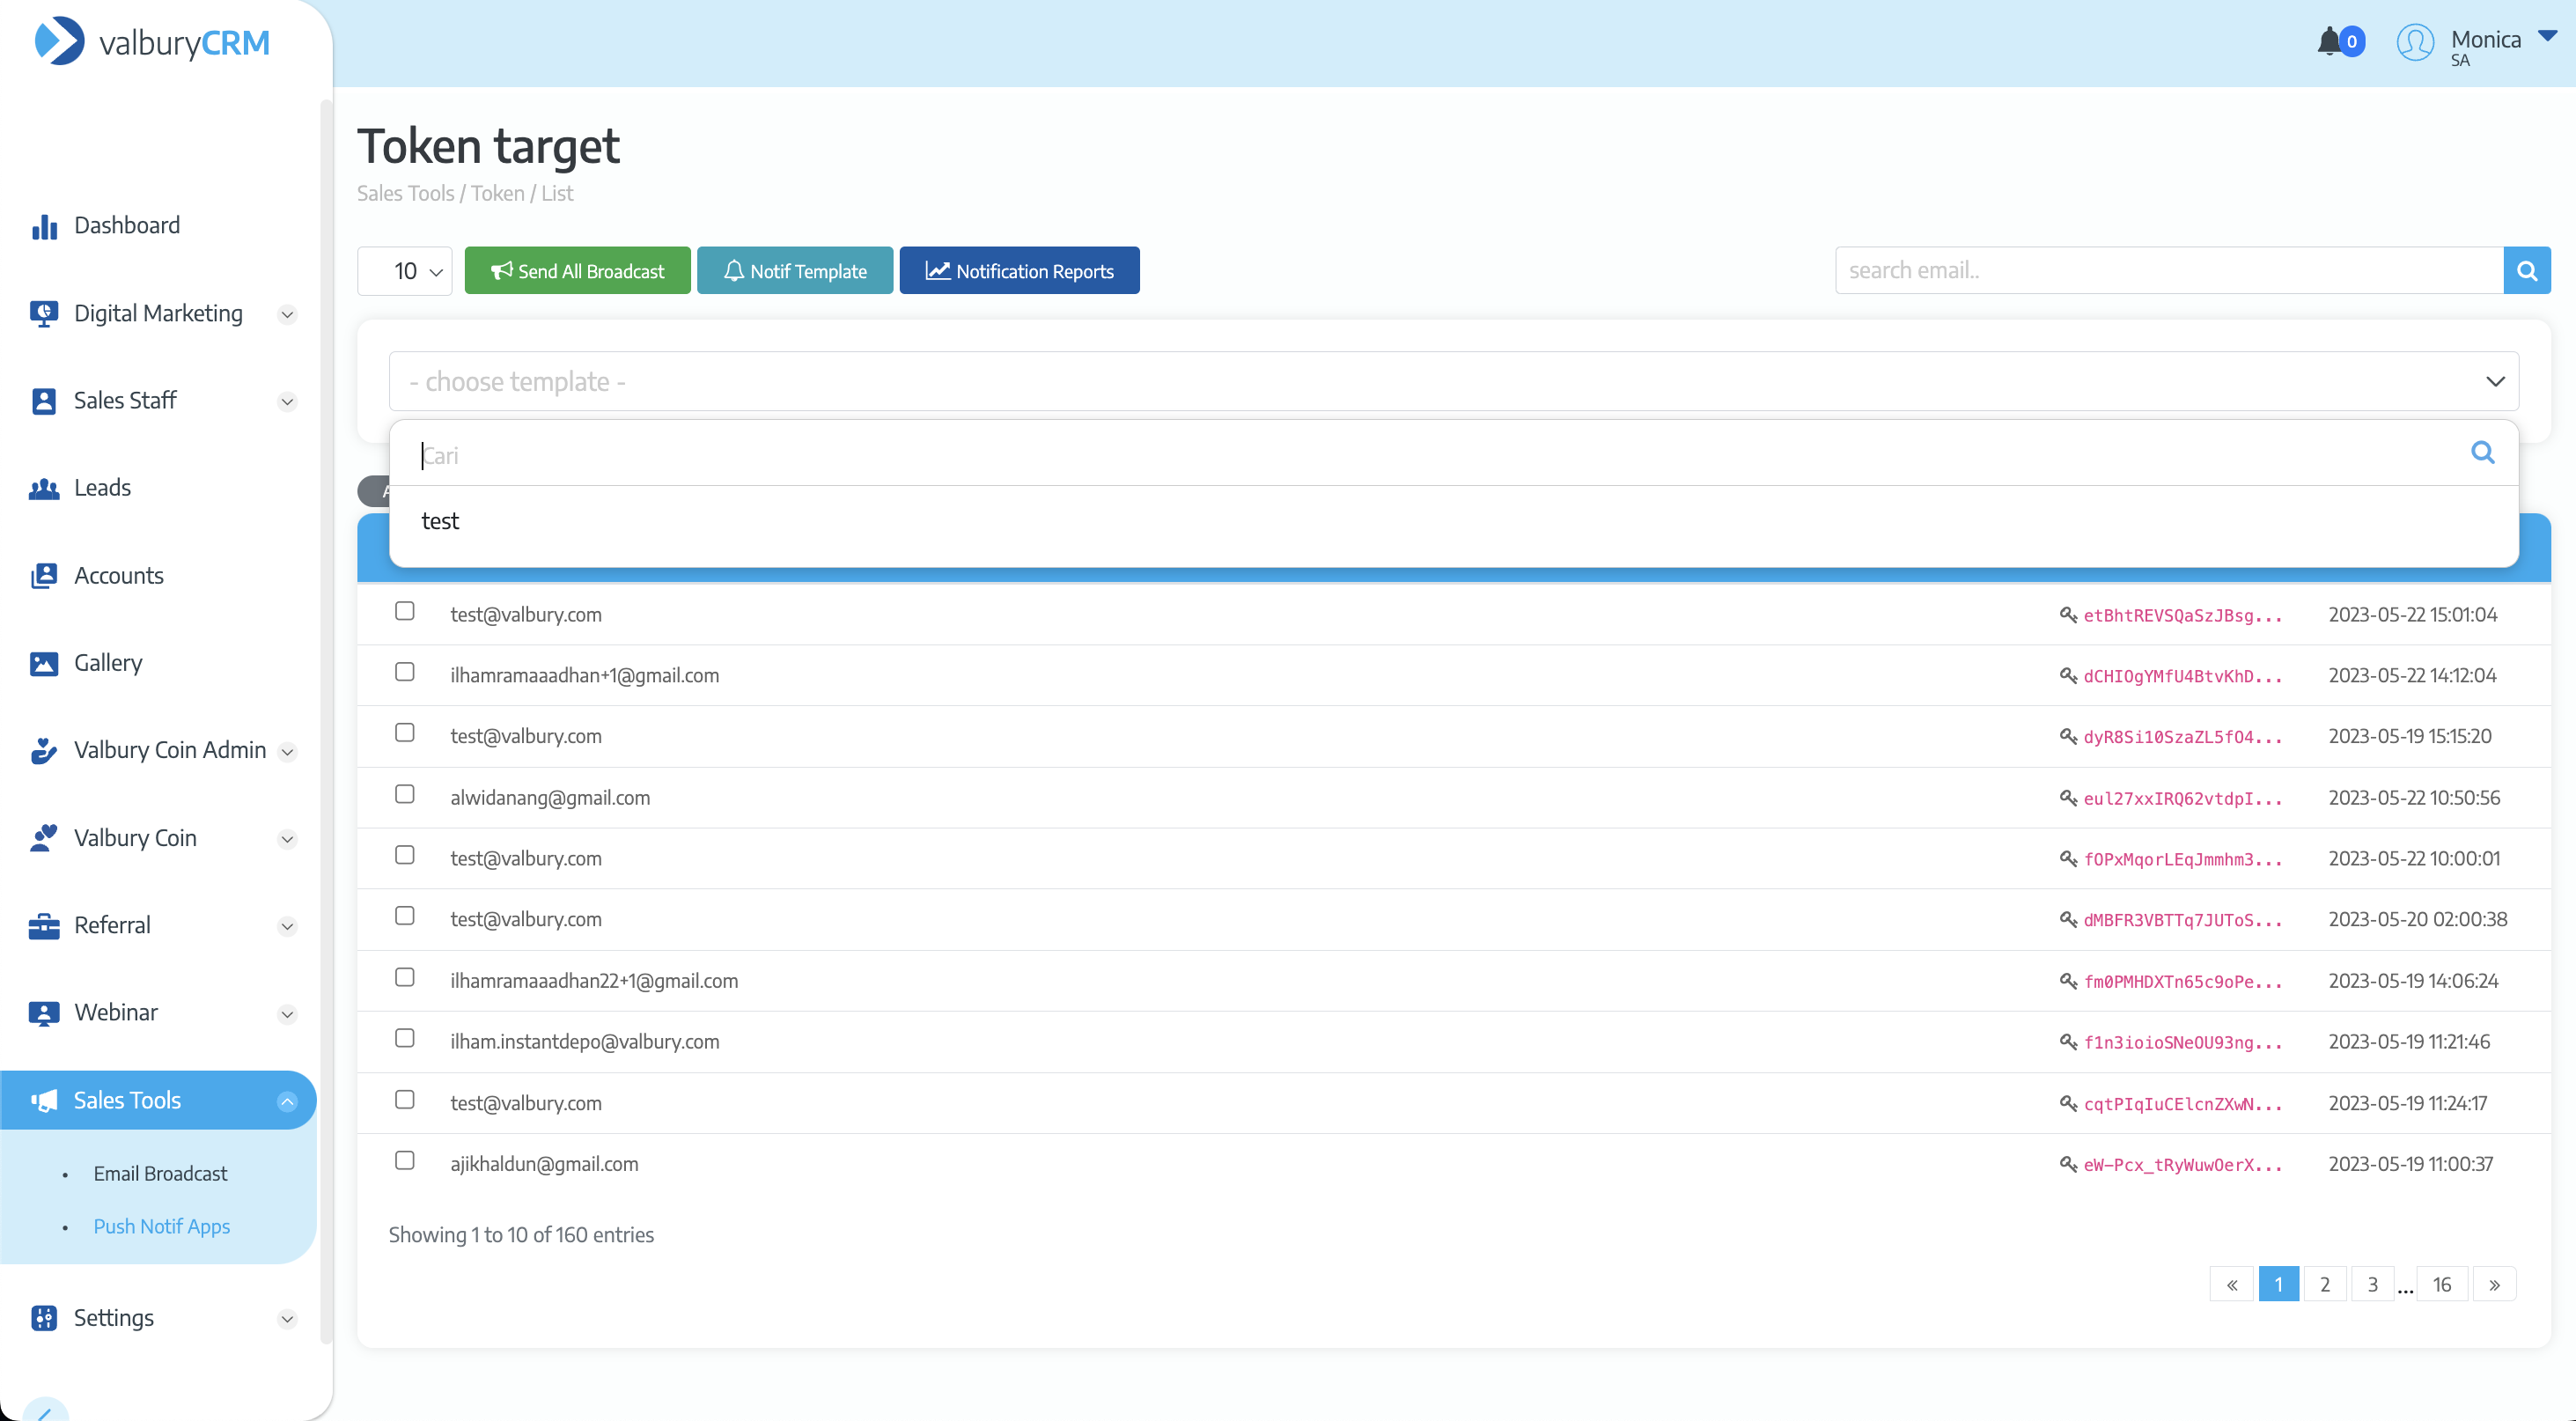 valburyCRM
0
Monica
SA
Dashboard
Digital Marketing
Sales Staff
Leads
Accounts
Gallery
Valbury Coin Admin
Valbury Coin
Referral
Webinar
Sales Tools
• Email Broadcast
• Push Notif Apps
Settings
Token target
Sales Tools / Token / List
10
Send All Broadcast
Notif Template
Notification Reports
search email..
- choose template -
Cari
test
test@valbury.com etBhtREVSQaSzJBsg... 2023-05-22 15:01:04
ilhamramaaadhan+1@gmail.com dCHIOgYMfU4BtvKhD... 2023-05-22 14:12:04
test@valbury.com dyR8Si10SzaZL5fO4... 2023-05-19 15:15:20
alwidanang@gmail.com eul27xxIRQ62vtdpI... 2023-05-22 10:50:56
test@valbury.com fOPxMqorLEqJmmhm3... 2023-05-22 10:00:01
test@valbury.com dMBFR3VBTTq7JUToS... 2023-05-20 02:00:38
ilhamramaaadhan22+1@gmail.com fm0PMHDXTn65c9oPe... 2023-05-19 14:06:24
ilham.instantdepo@valbury.com f1n3ioioSNeOU93ng... 2023-05-19 11:21:46
test@valbury.com cqtPIqIuCElcnZXwN... 2023-05-19 11:24:17
ajikhaldun@gmail.com eW-Pcx_tRyWuwOerX... 2023-05-19 11:00:37
Showing 1 to 10 of 160 entries
« 1 2 3 ... 16 »